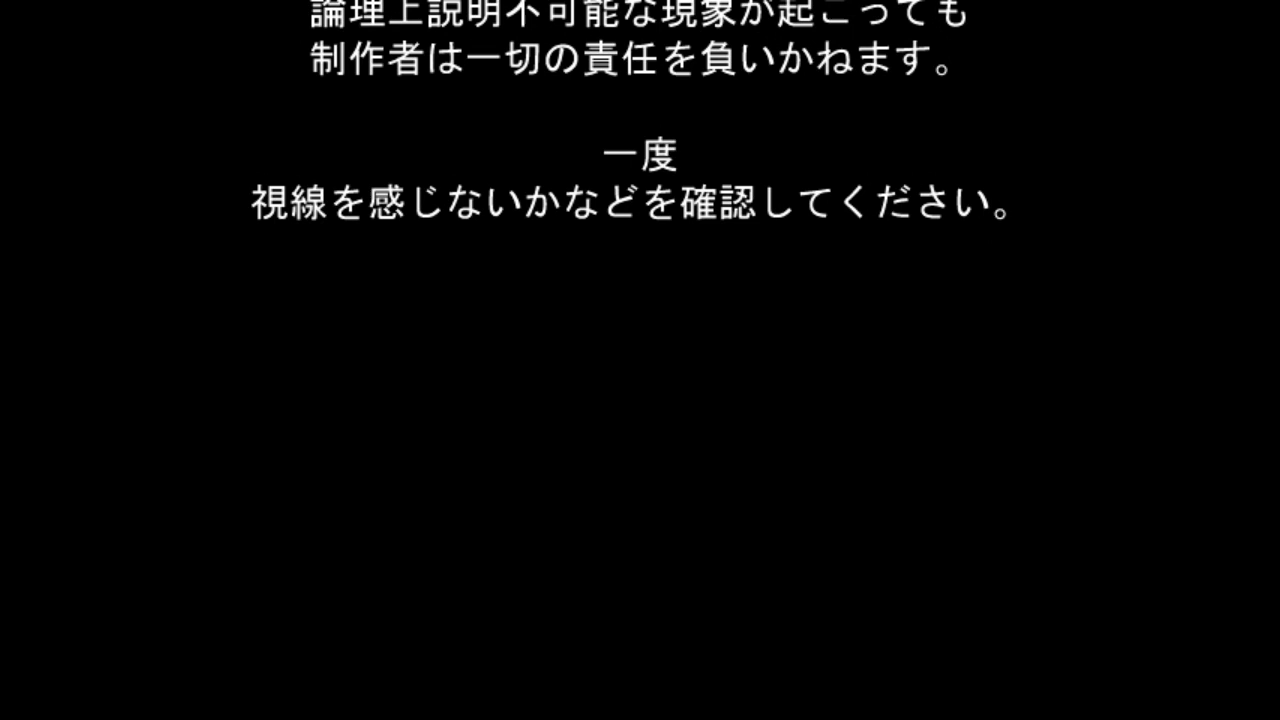 論理上説明不可能な現象が起こっても
制作者は一切の責任を負いかねます。
一度
視線を感じないかなどを確認してください。